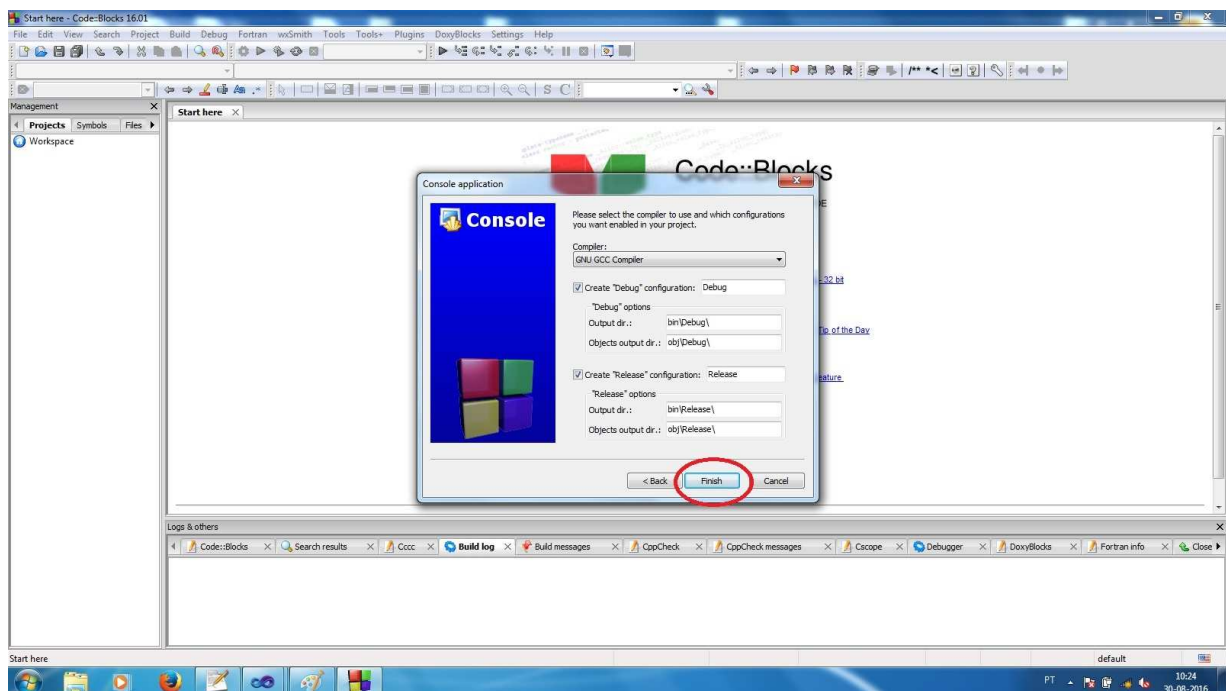 Start here - Code::Blocks 16.01
File Edit View Search Project Build Debug Fortran wxSmith Tools Tools+ Plugins DoxyBlocks Settings Help
/** *<
S C
Management
Projects Symbols Files
Workspace
Start here
Code::Blocks
- 32 bit
Tip of the Day
Console application
Console
Please select the compiler to use and which configurations
you want enabled in your project.
Compiler:
GNU GCC Compiler
Create "Debug" configuration: Debug
"Debug" options
Output dir.: bin\Debug\
Objects output dir.: obj\Debug\
Create "Release" configuration: Release
"Release" options
Output dir.: bin\Release\
Objects output dir.: obj\Release\
< Back Finish Cancel
Logs & others
Code::Blocks Search results Cccc Build log Build messages CppCheck CppCheck messages Cscope Debugger DoxyBlocks Fortran info Close
Start here default
PT 10:24
30-08-2016